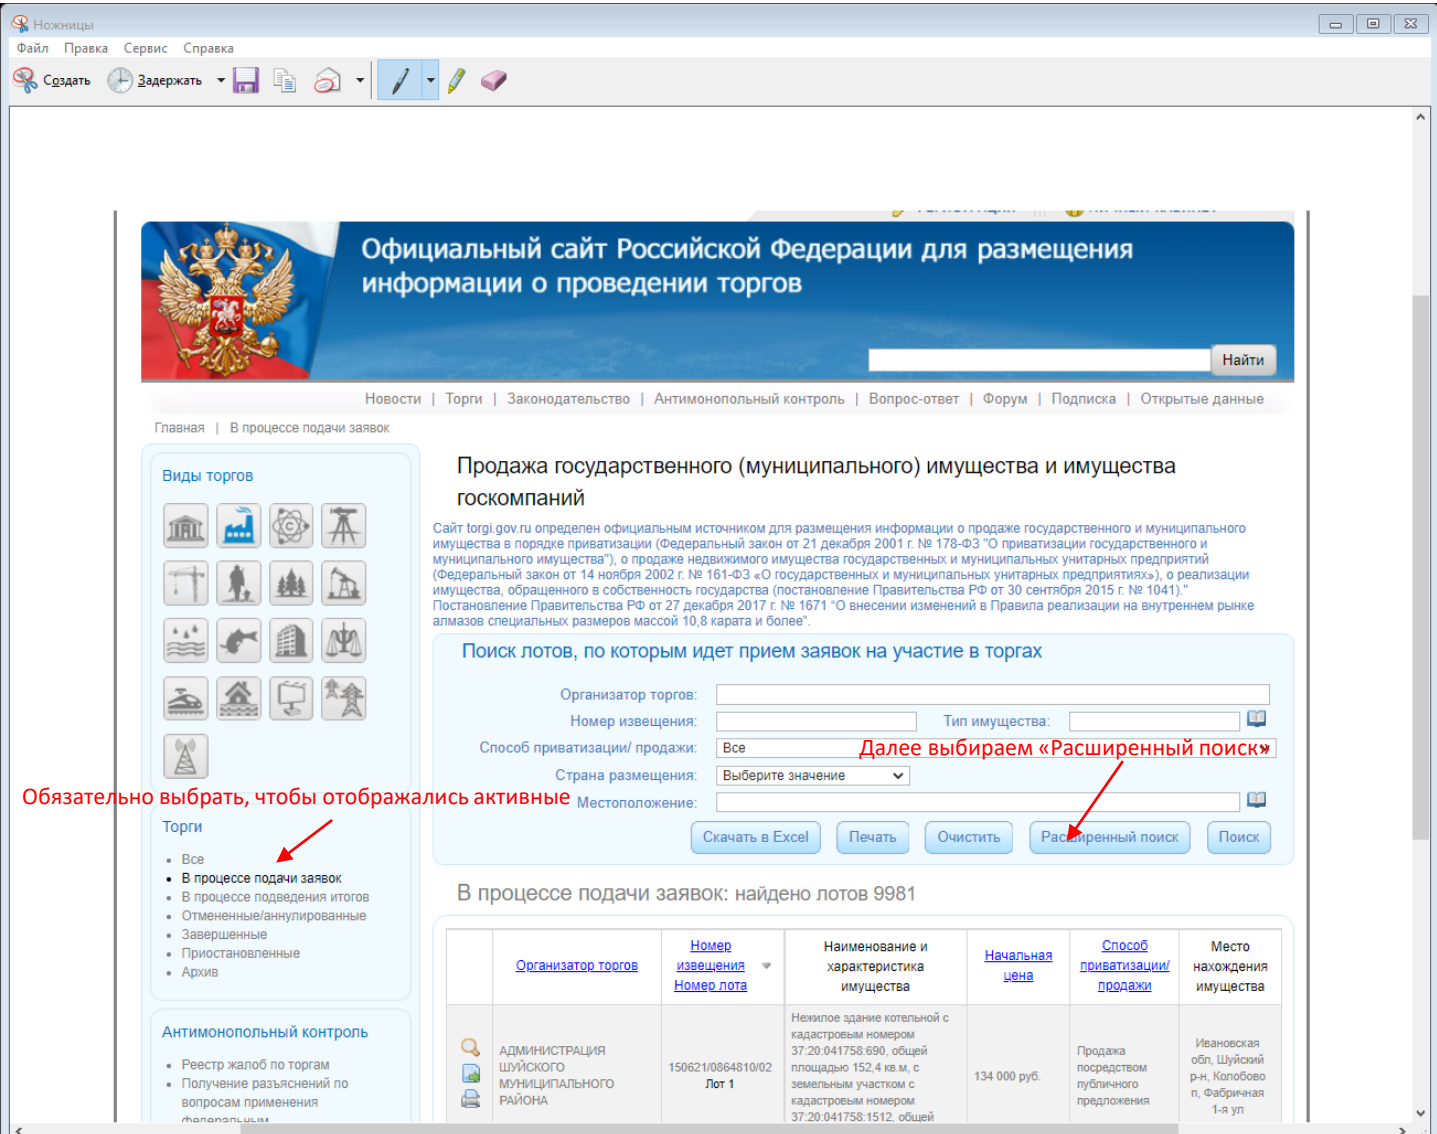 Ножницы
Файл Правка Сервис Справка
Создать Задержать
Официальный сайт Российской Федерации для размещения
информации о проведении торгов
Найти
Новости | Торги | Законодательство | Антимонопольный контроль | Вопрос-ответ | Форум | Подписка | Открытые данные
Главная | В процессе подачи заявок
Виды торгов
Продажа государственного (муниципального) имущества и имущества
госкомпаний
Сайт torgi.gov.ru определен официальным источником для размещения информации о продаже государственного и муниципального
имущества в порядке приватизации (Федеральный закон от 21 декабря 2001 г. № 178-ФЗ "О приватизации государственного и
муниципального имущества"), о продаже недвижимого имущества государственных и муниципальных унитарных предприятий
(Федеральный закон от 14 ноября 2002 г. № 161-ФЗ «О государственных и муниципальных унитарных предприятиях»), о реализации
имущества, обращенного в собственность государства (постановление Правительства РФ от 30 сентября 2015 г. № 1041)."
Постановление Правительства РФ от 27 декабря 2017 г. № 1671 "О внесении изменений в Правила реализации на внутреннем рынке
алмазов специальных размеров массой 10,8 карата и более".
Поиск лотов, по которым идет прием заявок на участие в торгах
Организатор торгов:
Номер извещения: Тип имущества:
Способ приватизации/ продажи: Все
Далее выбираем «Расширенный поиск»
Страна размещения: Выберите значение
Обязательно выбрать, чтобы отображались активные
Местоположение:
Скачать в Excel Печать Очистить Расширенный поиск Поиск
Торги
Все
В процессе подачи заявок
В процессе подведения итогов
Отмененные/аннулированные
Завершенные
Приостановленные
Архив
В процессе подачи заявок: найдено лотов 9981
Организатор торгов
Номер
извещения
Номер лота
Наименование и
характеристика
имущества
Начальная
цена
Способ
приватизации/
продажи
Место
нахождения
имущества
Антимонопольный контроль
Реестр жалоб по торгам
Получение разъяснений по
вопросам применения
федеральным
АДМИНИСТРАЦИЯ
ШУЙСКОГО
МУНИЦИПАЛЬНОГО
РАЙОНА
150621/0864810/02
Лот 1
Нежилое здание котельной с
кадастровым номером
37:20:041758:690, общей
площадью 152,4 кв.м, с
земельным участком с
кадастровым номером
37:20:041758:1512, общей
134 000 руб.
Продажа
посредством
публичного
предложения
Ивановская
обл, Шуйский
р-н, Колобово
п, Фабричная
1-я ул